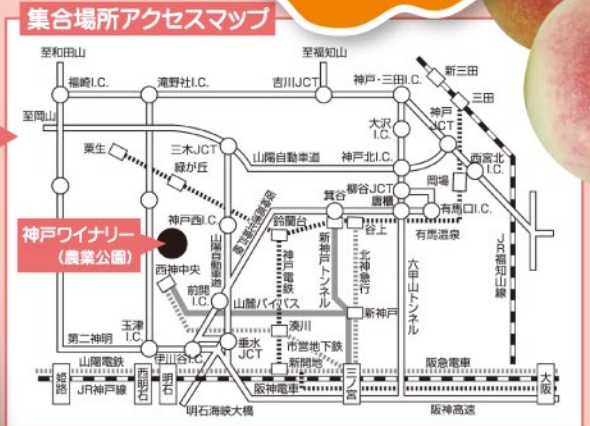 集合場所アクセスマップ
至和田山
至福知山
福崎I.C.
滝野社I.C.
吉川JCT
神戸・三田I.C.
新三田
三田
至岡山
大沢
I.C.
神戸
JCT
粟生
三木JCT
緑が丘
山陽自動車道
神戸北I.C.
西宮北
I.C.
柳谷JCT
岡場
唐櫃
有馬口I.C.
神戸西I.C.
箕谷
鈴蘭台
谷上
有馬温泉
神戸ワイナリー
(農業公園)
西神中央
山陽自動車道
神戸電鉄
新神戸トンネル
北神急行
六甲山トンネル
JR福知山線
前開
I.C.
山麓バイパス
新神戸
玉津
I.C.
湊川
第二神明
市営地下鉄
垂水
JCT
伊川谷I.C.
新開地
山陽電鉄
阪急電車
姫路
西明石
明石
三ノ宮
大阪
JR神戸線
阪神電車
明石海峡大橋
阪神高速